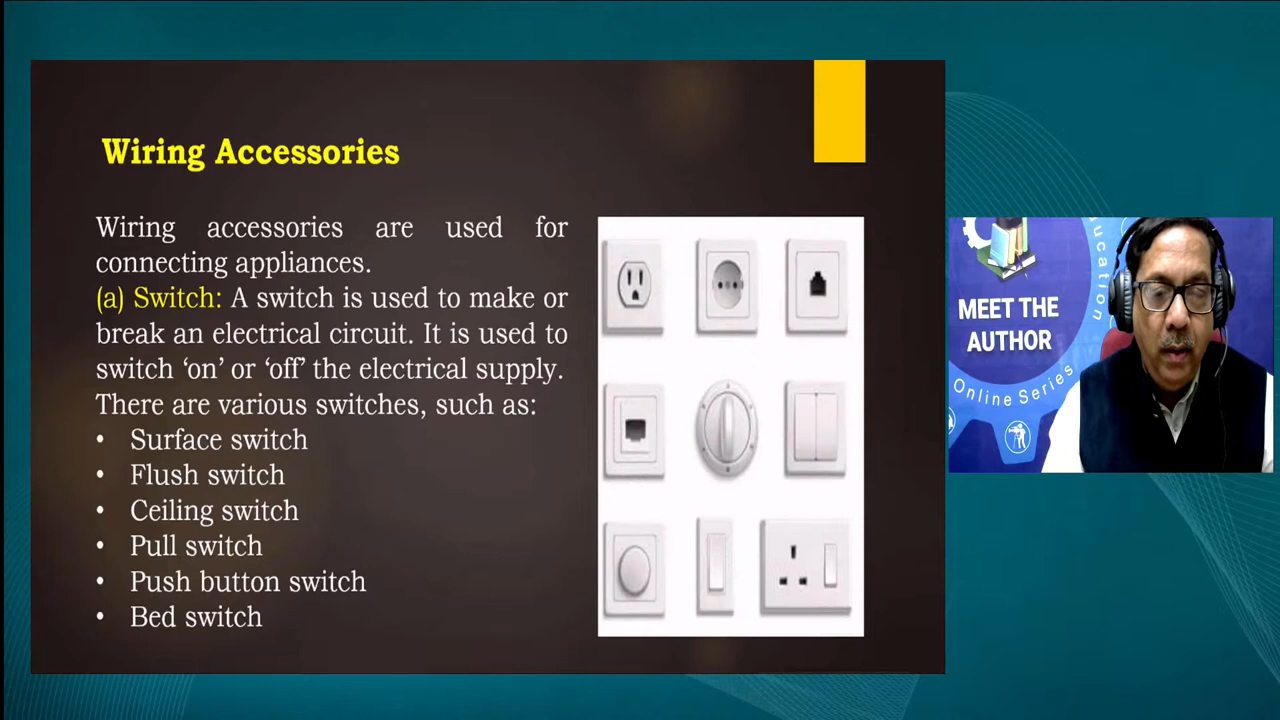 Wiring Accessories
Wiring accessories are used for
connecting appliances.
(a) Switch: A switch is used to make or
break an electrical circuit. It is used to
switch ‘on’ or ‘off’ the electrical supply.
There are various switches, such as:
• Surface switch
• Flush switch
• Ceiling switch
• Pull switch
• Push button switch
• Bed switch
MEET THE
AUTHOR
ducation
Online Series